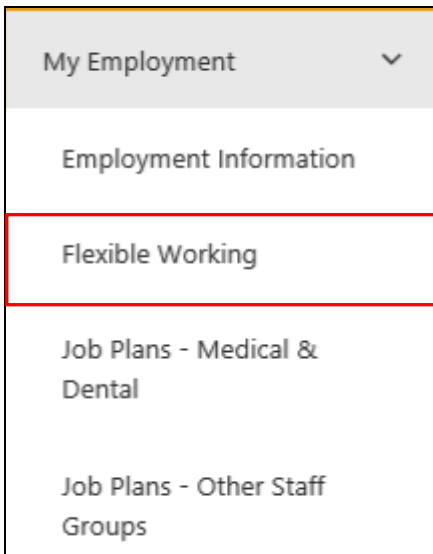 My Employment
Employment Information
Flexible Working
Job Plans - Medical &
Dental
Job Plans - Other Staff
Groups